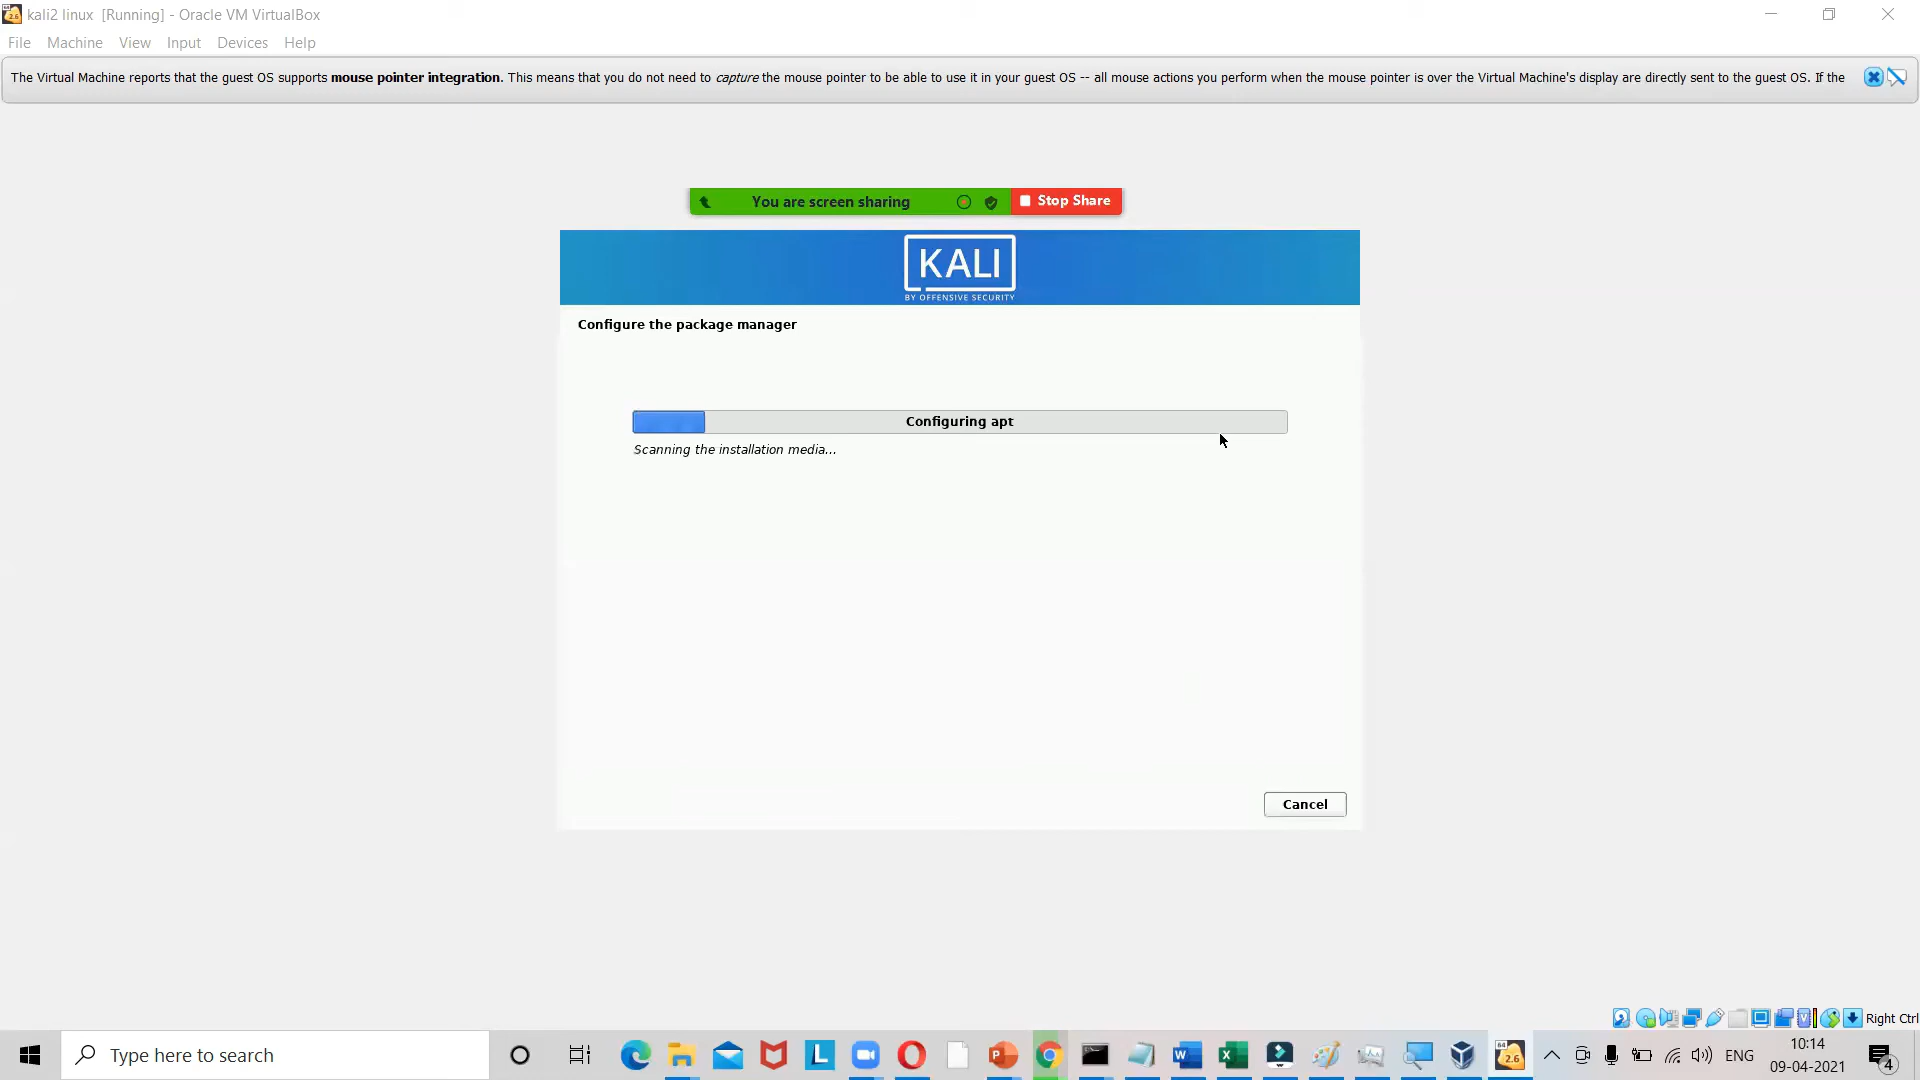 kali2 linux [Running] - Oracle VM VirtualBox
File Machine View Input Devices Help
The Virtual Machine reports that the guest OS supports mouse pointer integration. This means that you do not need to capture the mouse pointer to be able to use it in your guest OS -- all mouse actions you perform when the mouse pointer is over the Virtual Machine's display are directly sent to the guest OS. If the
You are screen sharing Stop Share
KALI
BY OFFENSIVE SECURITY
Configure the package manager
Configuring apt
Scanning the installation media...
Cancel
Right Ctrl
Type here to search
ENG
10:14
09-04-2021
4